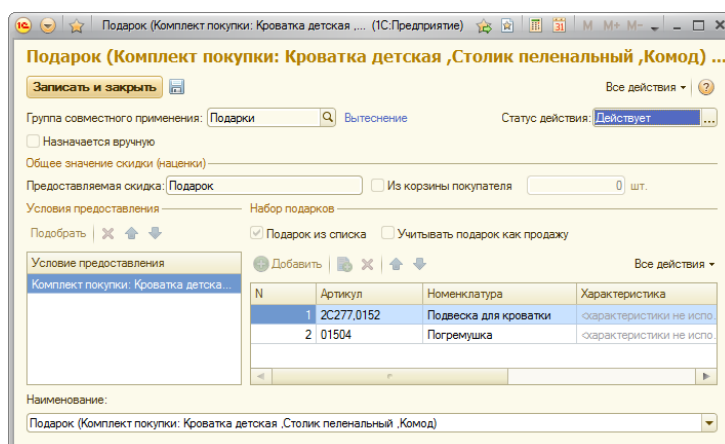 Подарок (Комплект покупки: Кроватка детская ,... (1С:Предприятие) M M+ M-
Подарок (Комплект покупки: Кроватка детская ,Столик пеленальный ,Комод) ...
Записать и закрыть Все действия
Группа совместного применения: Подарки Вытеснение Статус действия: Действует ...
Назначается вручную
Общее значение скидки (наценки)
Предоставляемая скидка: Подарок Из корзины покупателя 0 шт.
Условия предоставления Набор подарков
Подобрать Подарок из списка Учитывать подарок как продажу
Условие предоставления Добавить Все действия
Комплект покупки: Кроватка детска... N Артикул Номенклатура Характеристика
1 2С277,0152 Подвеска для кроватки <характеристики не испо...
2 01504 Погремушка <характеристики не испо...
Наименование:
Подарок (Комплект покупки: Кроватка детская ,Столик пеленальный ,Комод)